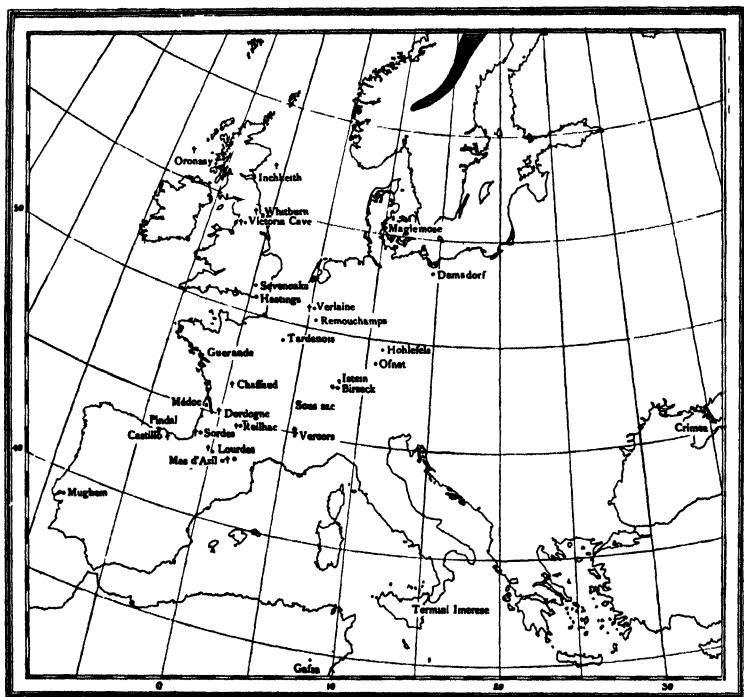 Oronsay
Inchkeith
50
Whitburn
Victoria Cave
Maglemose
Damsdorf
Sevenoaks
Hastings
Verlaine
Remouchamps
Tardenois
Guerande
Hohlefels
Ofnet
Istein
Birseck
Chaffaud
Sous sac
Médoc
Dordogne
Pindal
Reilhac
Crimea
Castillo
Sordes
Vercors
Lourdes
40
Mas d'Azil
Mughem
Termual Imerese
Gafsa
0
10
20
30